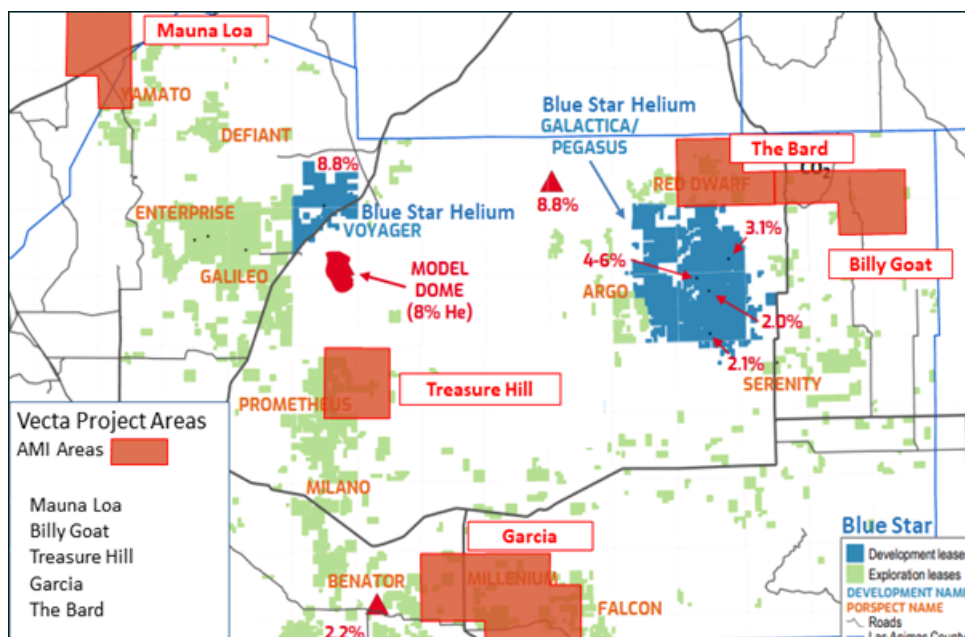 Mauna Loa
YAMATO
DEFIANT
Blue Star Helium
GALACTICA/
PEGASUS
The Bard
CO2
RED DWARF
8.8%
8.8%
ENTERPRISE
Blue Star Helium
VOYAGER
GALILEO
MODEL
DOME
(8% He)
3.1%
4-6%
Billy Goat
ARGO
2.0%
2.1%
SERENITY
Treasure Hill
PROMETHEUS
MILANO
Vecta Project Areas
AMI Areas
Mauna Loa
Billy Goat
Treasure Hill
Garcia
The Bard
Garcia
BENATOR
MILLENIUM
FALCON
2.2%
Blue Star
Development lease
Exploration leases
DEVELOPMENT NAME
PORSPECT NAME
Roads
Las Animas County